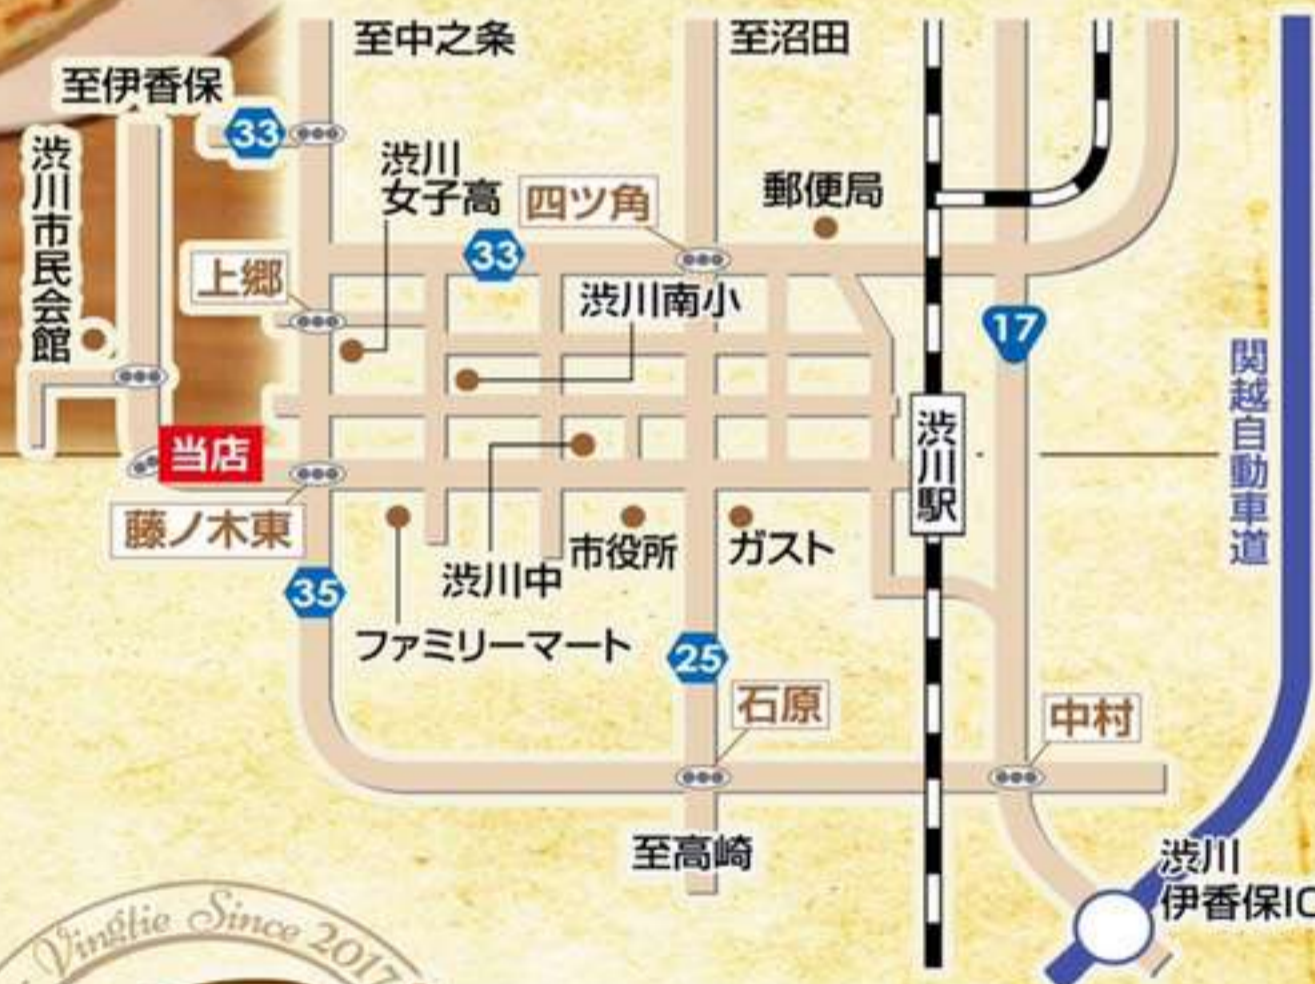 至中之条
至沼田
至伊香保
33
渋川市民会館
渋川
女子高
四ツ角
郵便局
33
上郷
渋川南小
17
関越自動車道
渋川駅
当店
藤ノ木東
市役所
ガスト
渋川中
35
ファミリーマート
25
石原
中村
至高崎
渋川
伊香保IC
Vingtie Since 2017